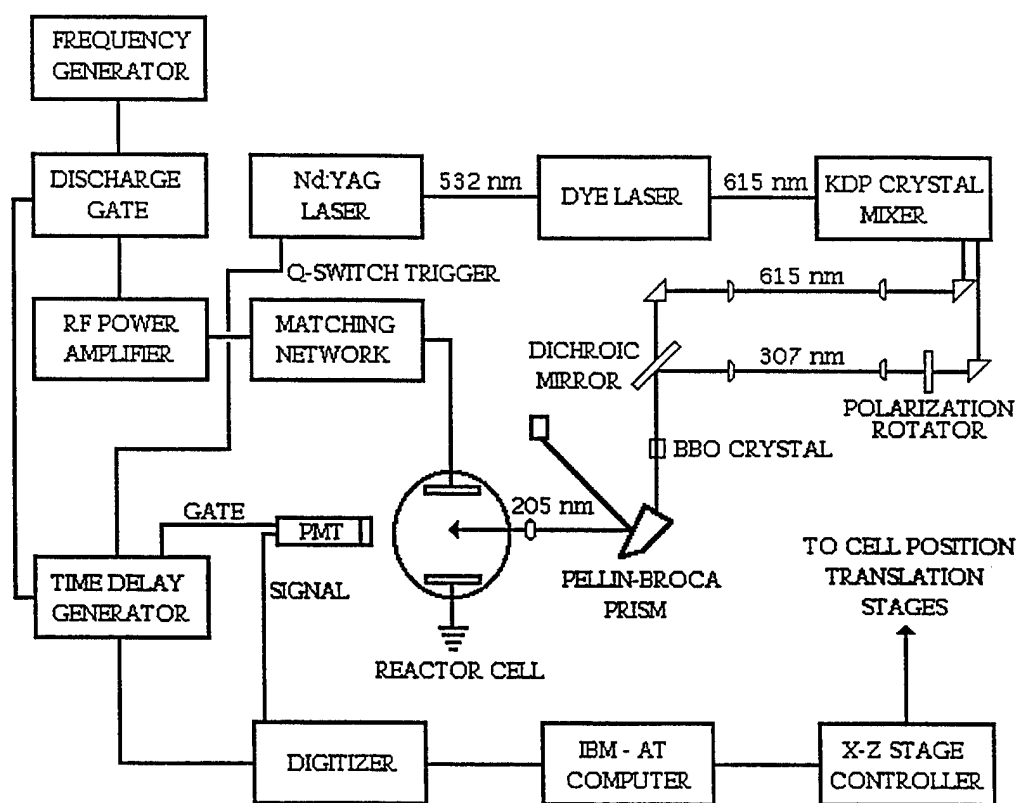 FREQUENCY
GENERATOR
DISCHARGE
GATE
Nd:YAG
LASER
532 nm
DYE LASER
615 nm
KDP CRYSTAL
MIXER
Q-SWITCH TRIGGER
615 nm
RF POWER
AMPLIFIER
MATCHING
NETWORK
DICHROIC
MIRROR
307 nm
POLARIZATION
ROTATOR
BBO CRYSTAL
205 nm
GATE
PMT
TO CELL POSITION
TRANSLATION
STAGES
TIME DELAY
GENERATOR
SIGNAL
PELLIN-BROCA
PRISM
REACTOR CELL
DIGITIZER
IBM - AT
COMPUTER
X-Z STAGE
CONTROLLER